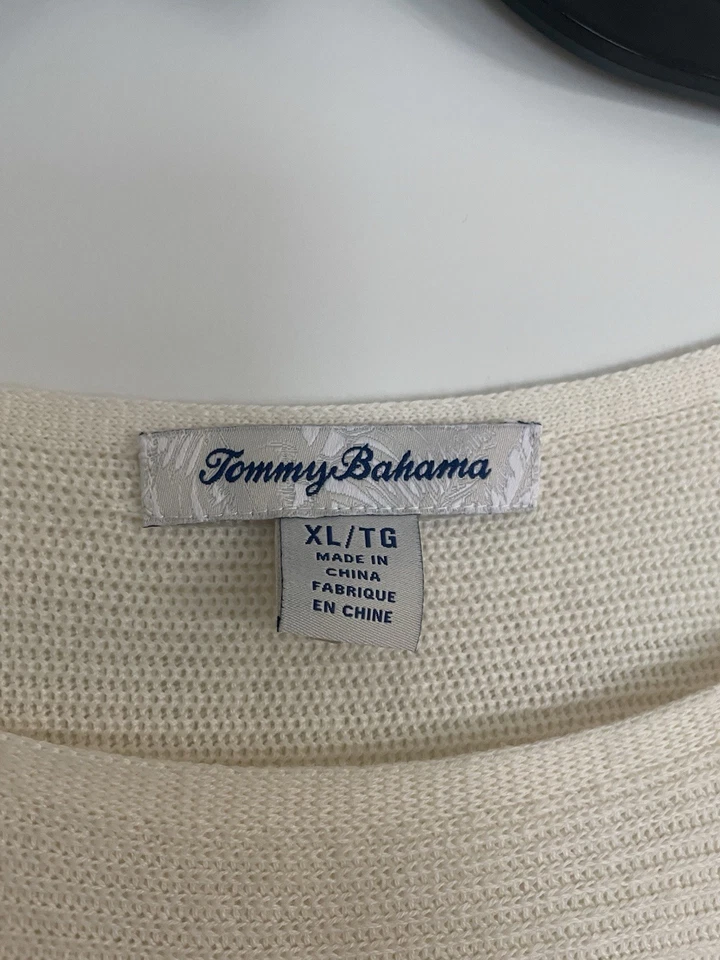 Tommy Bahama
XL/TG
MADE IN
CHINA
FABRIQUE
EN CHINE